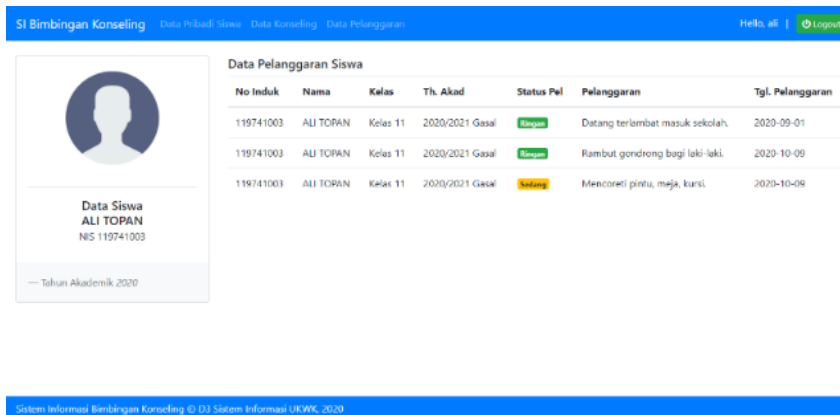 SI Bimbingan Konseling Data Pribadi Siswa Data Konseling Data Pelanggaran Hello, ali | Logout
Data Pelanggaran Siswa
No Induk Nama Kelas Th. Akad Status Pel Pelanggaran Tgl. Pelanggaran
119741003 ALI TOPAN Kelas 11 2020/2021 Gasal Ringan Datang terlambat masuk sekolah. 2020-09-01
119741003 ALI TOPAN Kelas 11 2020/2021 Gasal Ringan Rambut gondrong bagi laki-laki. 2020-10-09
119741003 ALI TOPAN Kelas 11 2020/2021 Gasal Sedang Mencoreti pintu, meja, kursi. 2020-10-09
Data Siswa
ALI TOPAN
NIS 119741003
— Tahun Akademik 2020
Sistem Informasi Bimbingan Konseling © D3 Sistem Informasi UKWK, 2020